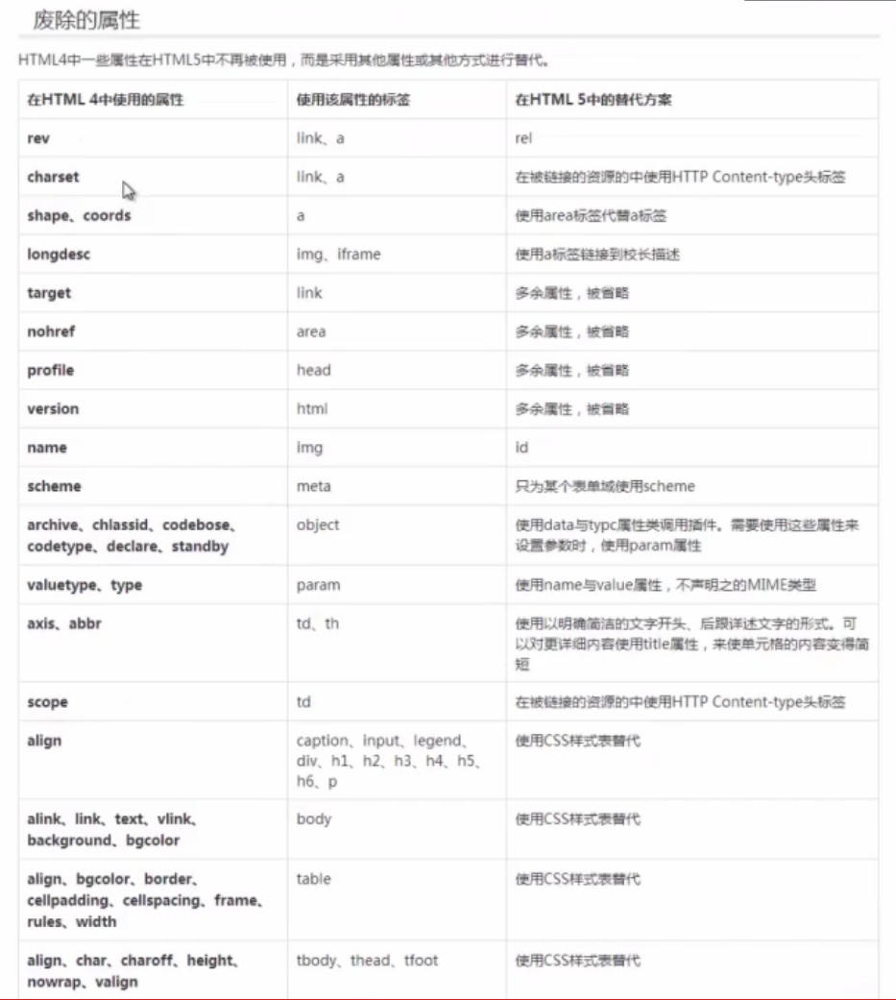 废除的属性
HTML4中一些属性在HTML5中不再被使用，而是采用其他属性或其他方式进行替代。
在HTML 4中使用的属性 使用该属性的标签 在HTML 5中的替代方案
rev link、a rel
charset link、a 在被链接的资源的中使用HTTP Content-type头标签
shape、coords a 使用area标签代替a标签
longdesc img、iframe 使用a标签链接到校长描述
target link 多余属性，被省略
nohref area 多余属性，被省略
profile head 多余属性，被省略
version html 多余属性，被省略
name img id
scheme meta 只为某个表单域使用scheme
archive、chlassid、codebose、
codetype、declare、standby
object
使用data与typc属性类调用插件。需要使用这些属性来
设置参数时，使用param属性
valuetype、type param 使用name与value属性，不声明之的MIME类型
axis、abbr td、th
使用以明确简洁的文字开头、后跟详述文字的形式。可
以对更详细内容使用title属性，来使单元格的内容变得简
短
scope td 在被链接的资源的中使用HTTP Content-type头标签
align
caption、input、legend、
div、h1、h2、h3、h4、h5、
h6、p
使用CSS样式表替代
alink、link、text、vlink、
background、bgcolor
body
使用CSS样式表替代
align、bgcolor、border、
cellpadding、cellspacing、frame、
rules、width
table
使用CSS样式表替代
align、char、charoff、height、
nowrap、valign
tbody、thead、tfoot
使用CSS样式表替代